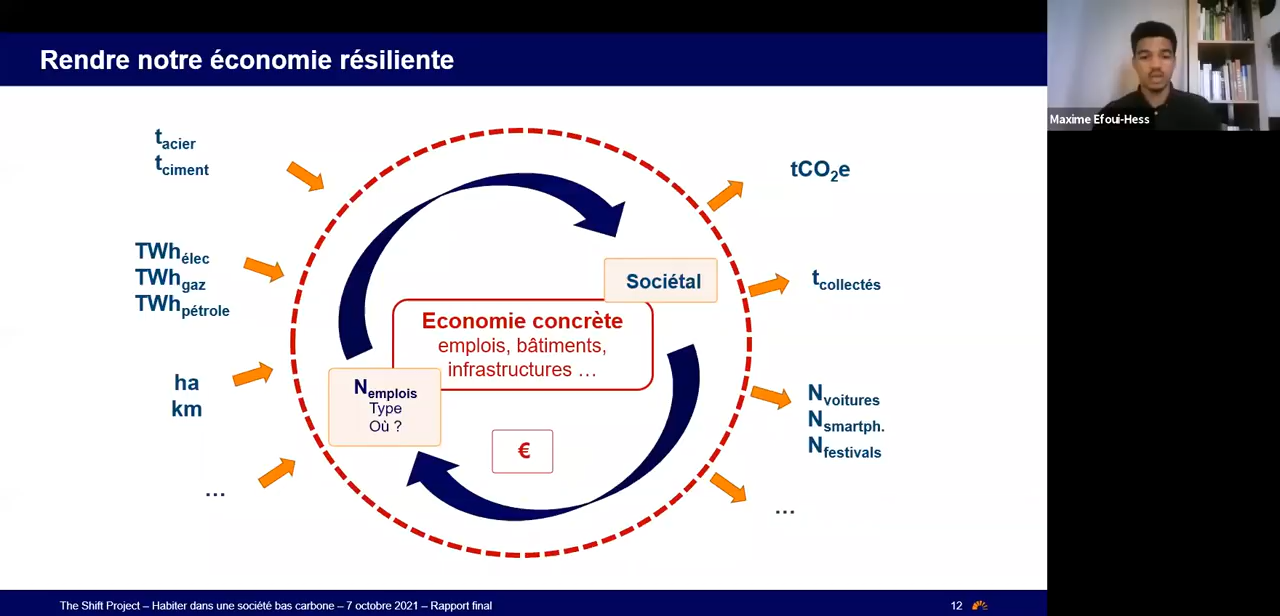 Rendre notre économie résiliente
Maxime Efoui-Hess
t acier
t ciment
TWh élec
TWh gaz
TWh pétrole
ha
km
...
Sociétal
Economie concrète
emplois, bâtiments,
infrastructures ...
N emplois
Type
Où ?
€
tCO₂e
t collectés
N voitures
N smartph.
N festivals
...
The Shift Project – Habiter dans une société bas carbone – 7 octobre 2021 – Rapport final
12